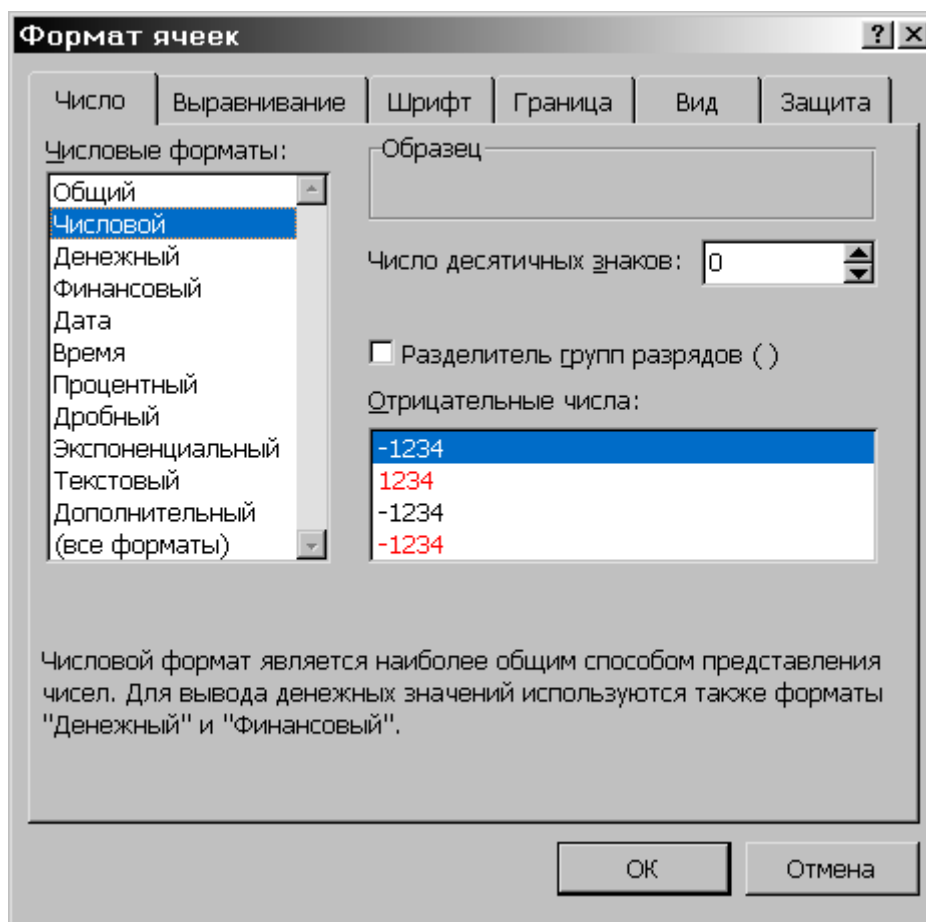 Формат ячеек
Число Выравнивание Шрифт Граница Вид Защита
Числовые форматы:
Общий
Числовой
Денежный
Финансовый
Дата
Время
Процентный
Дробный
Экспоненциальный
Текстовый
Дополнительный
(все форматы)
Образец
Число десятичных знаков: 0
Разделитель групп разрядов ( )
Отрицательные числа:
-1234
1234
-1234
-1234
Числовой формат является наиболее общим способом представления
чисел. Для вывода денежных значений используются также форматы
"Денежный" и "Финансовый".
ОК Отмена